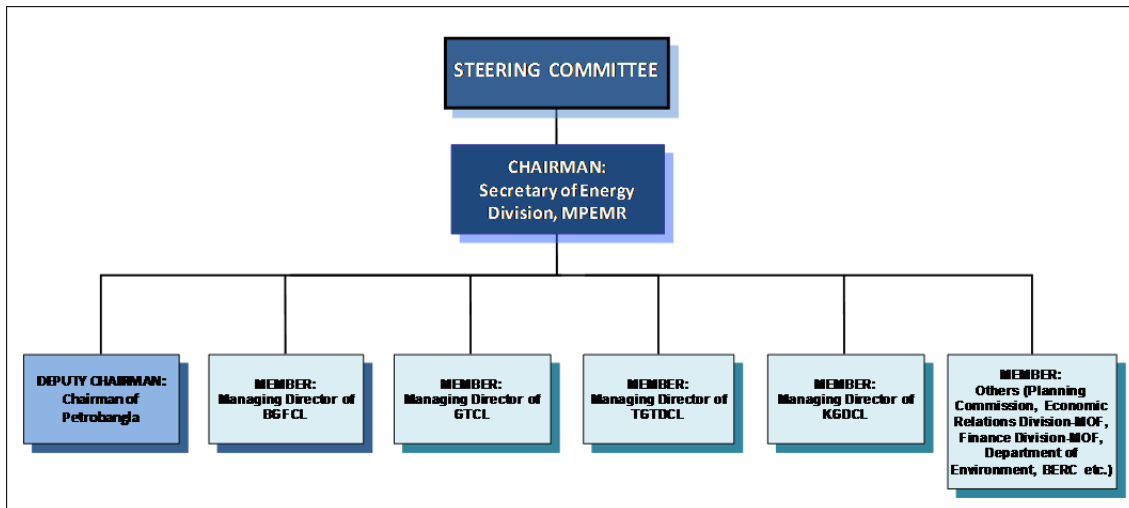 STEERING COMMITTEE
CHAIRMAN:
Secretary of Energy
Division, MPEMR
DEPUTY CHAIRMAN:
Chairman of
Petrobangla
MEMBER:
Managing Director of
BGFCL
MEMBER:
Managing Director of
GTCL
MEMBER:
Managing Director of
TGTDCL
MEMBER:
Managing Director of
KGDCL
MEMBER:
Others (Planning
Commission, Economic
Relations Division-MOF,
Finance Division-MOF,
Department of
Environment, BERC etc.)